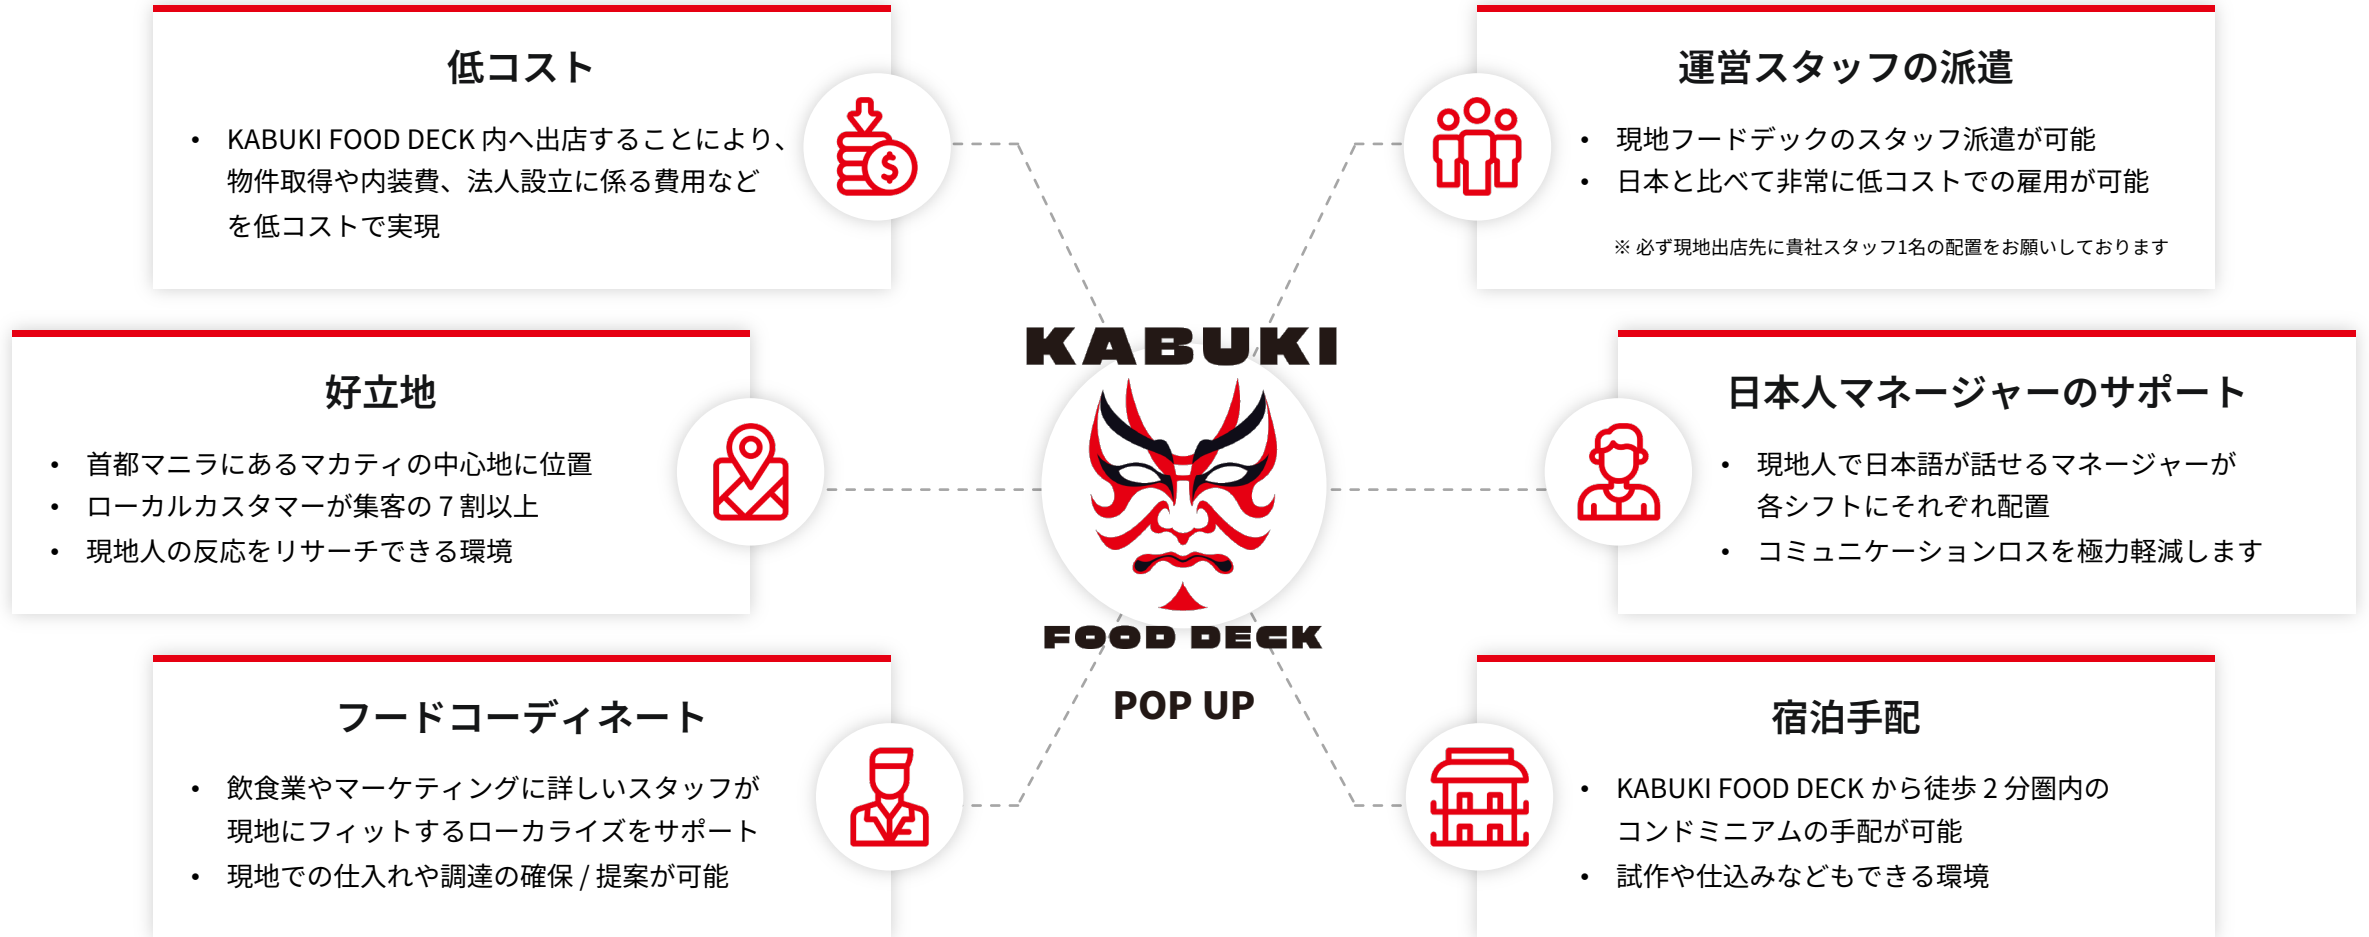 低コスト
• KABUKI FOOD DECK 内へ出店することにより、
物件取得や内装費、法人設立に係る費用など
を低コストで実現
運営スタッフの派遣
• 現地フードデックのスタッフ派遣が可能
• 日本と比べて非常に低コストでの雇用が可能
※ 必ず現地出店先に貴社スタッフ1名の配置をお願いしております
好立地
• 首都マニラにあるマカティの中心地に位置
• ローカルカスタマーが集客の 7 割以上
• 現地人の反応をリサーチできる環境
KABUKI
FOOD DECK
POP UP
日本人マネージャーのサポート
• 現地人で日本語が話せるマネージャーが
各シフトにそれぞれ配置
• コミュニケーションロスを極力軽減します
フードコーディネート
• 飲食業やマーケティングに詳しいスタッフが
現地にフィットするローカライズをサポート
• 現地での仕入れや調達の確保 / 提案が可能
宿泊手配
• KABUKI FOOD DECK から徒歩 2 分圏内の
コンドミニアムの手配が可能
• 試作や仕込みなどもできる環境